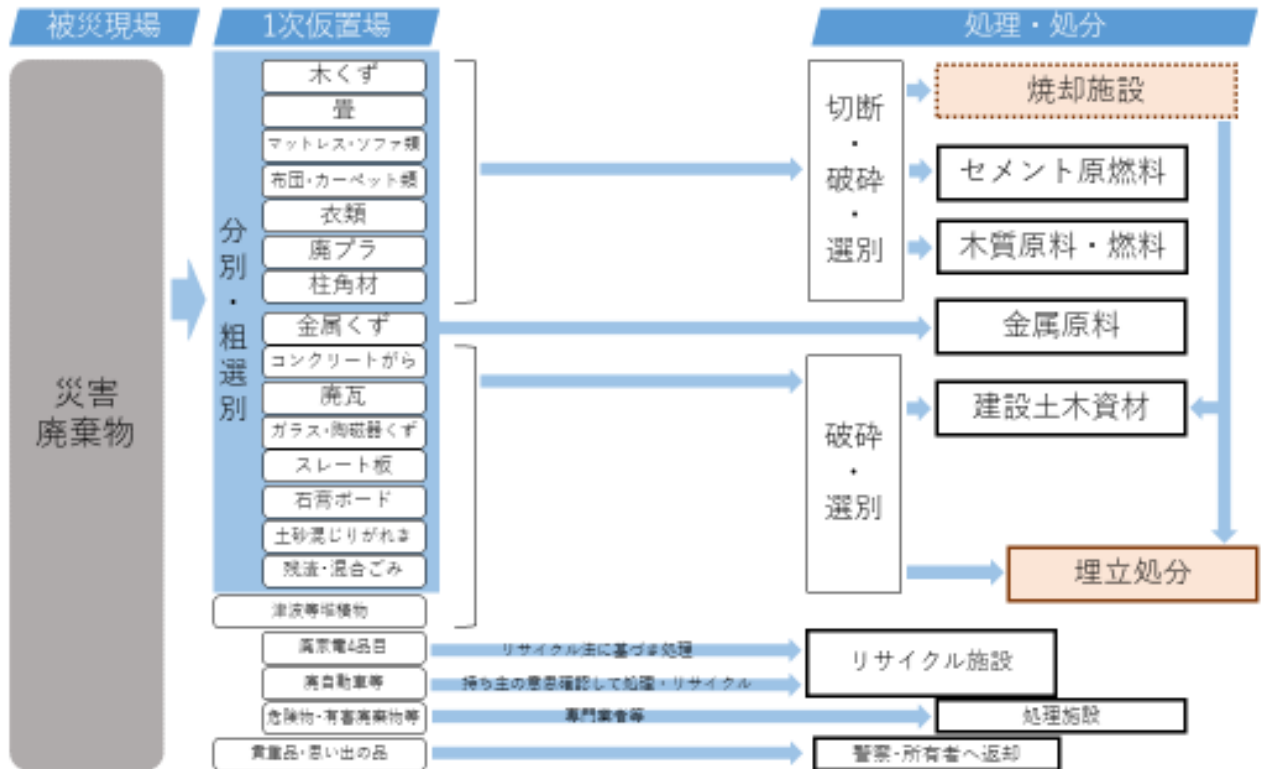 被災現場
1次仮置場
処理・処分
災害
廃棄物
分別・粗選別
木くず
畳
マットレス・ソファ類
布団・カーペット類
衣類
廃プラ
柱角材
金属くず
コンクリートがら
廃瓦
ガラス・陶磁器くず
スレート板
石膏ボード
土砂混じりがれき
残渣・混合ごみ
津波等堆積物
廃家電4品目
廃自動車等
危険物・有害廃棄物等
貴重品・思い出の品
切断・破砕・選別
焼却施設
セメント原燃料
木質原料・燃料
金属原料
破砕・選別
建設土木資材
埋立処分
リサイクル法に基づき処理
持ち主の意思確認して処理・リサイクル
リサイクル施設
専門業者等
処理施設
警察・所有者へ返却